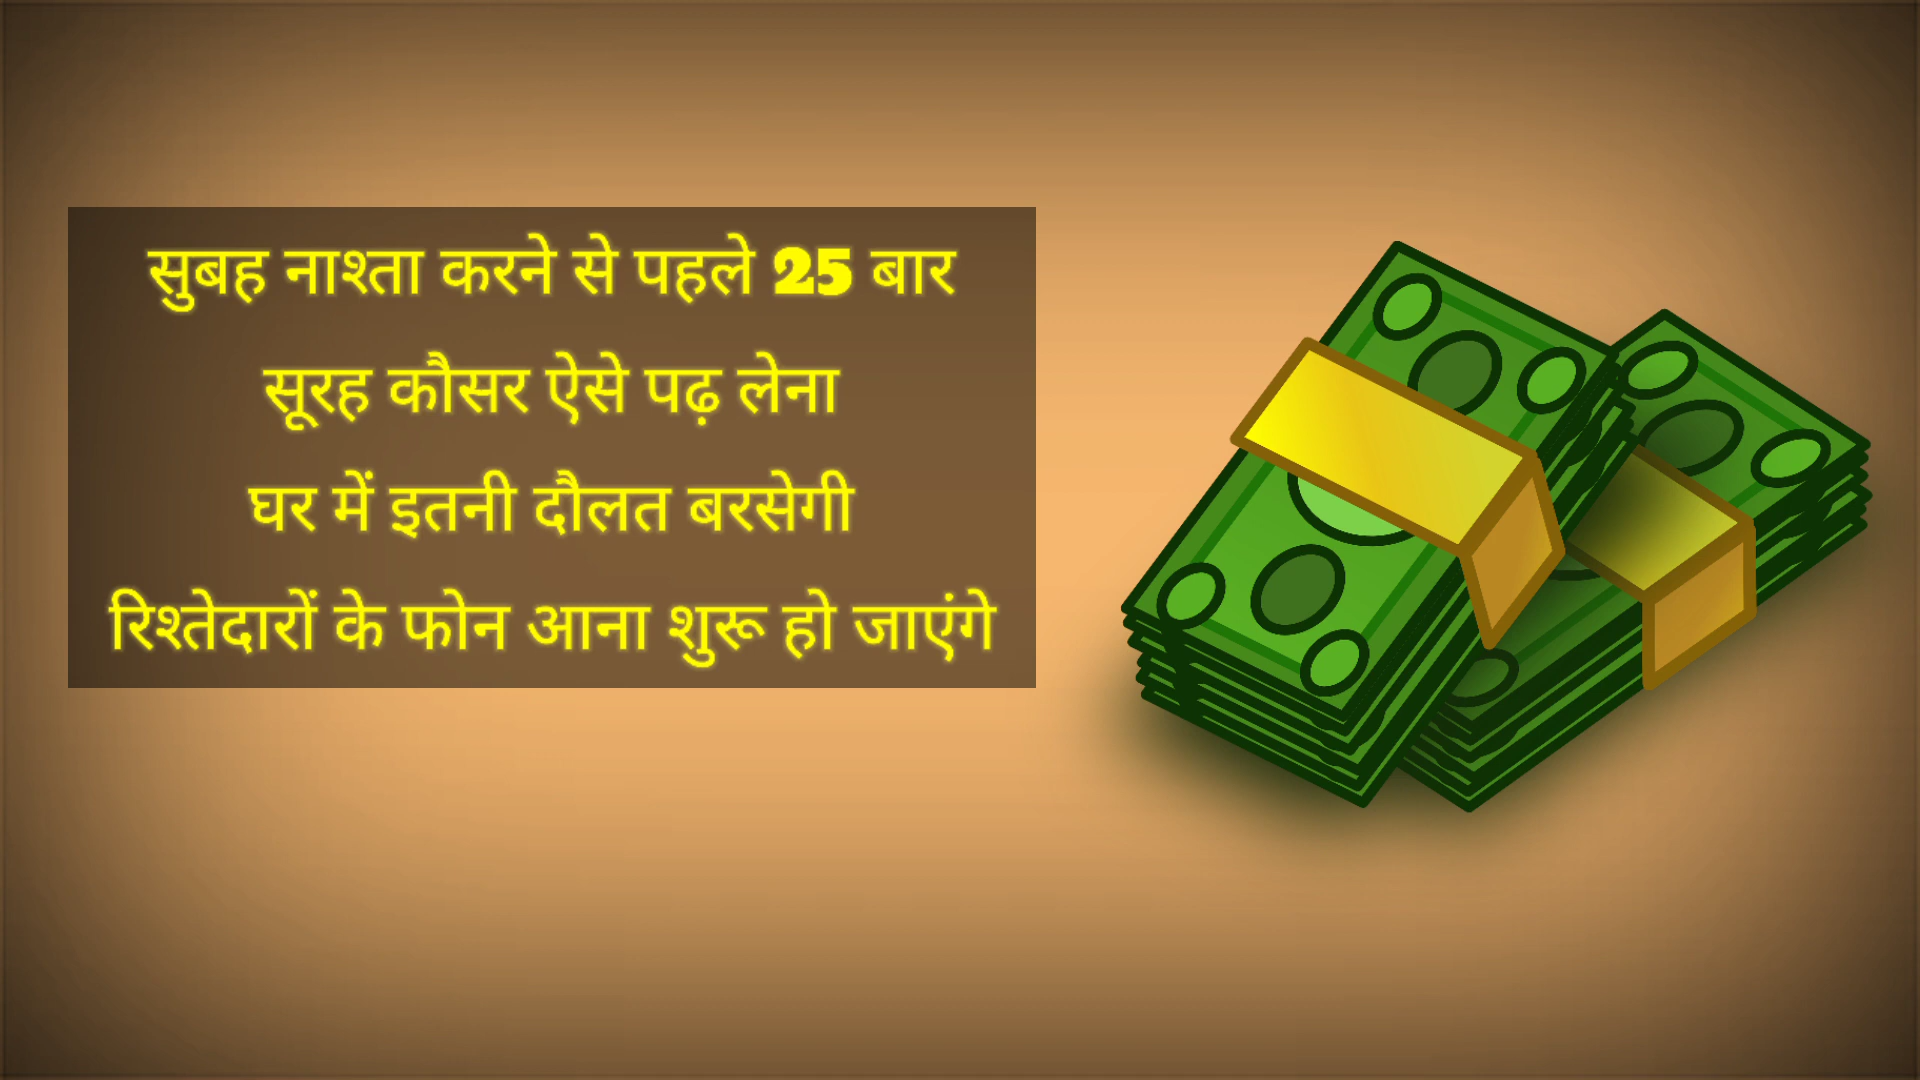 सुबह नाश्ता करने से पहले 25 बार
सूरह कौसर ऐसे पढ़ लेना
घर में इतनी दौलत बरसेगी
रिश्तेदारों के फोन आना शुरू हो जाएंगे